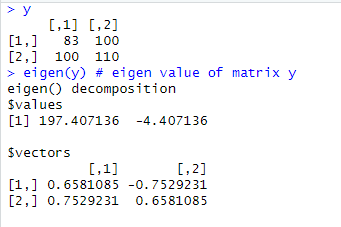 > y
     [,1] [,2]
[1,]   83  100
[2,]  100  110
> eigen(y) # eigen value of matrix y
eigen() decomposition
$values
[1] 197.407136  -4.407136

$vectors
          [,1]       [,2]
[1,] 0.6581085 -0.7529231
[2,] 0.7529231  0.6581085